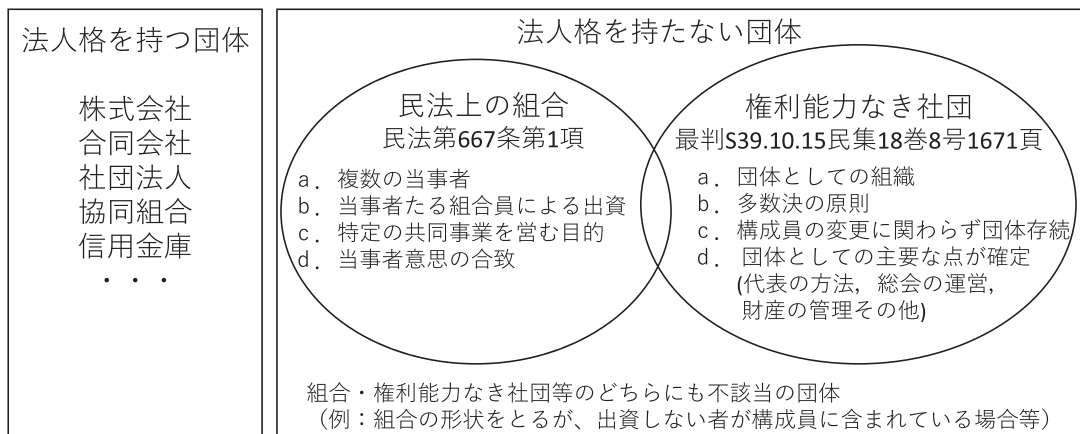 法人格を持つ団体
株式会社
合同会社
社団法人
協同組合
信用金庫
・・・
法人格を持たない団体
民法上の組合
民法第667条第1項
a．複数の当事者
b．当事者たる組合員による出資
c．特定の共同事業を営む目的
d．当事者意思の合致
権利能力なき社団
最判S39.10.15民集18巻8号1671頁
a．団体としての組織
b．多数決の原則
c．構成員の変更に関わらず団体存続
d．団体としての主要な点が確定
(代表の方法，総会の運営，
財産の管理その他)
組合・権利能力なき社団等のどちらにも不該当の団体
（例：組合の形状をとるが、出資しない者が構成員に含まれている場合等）